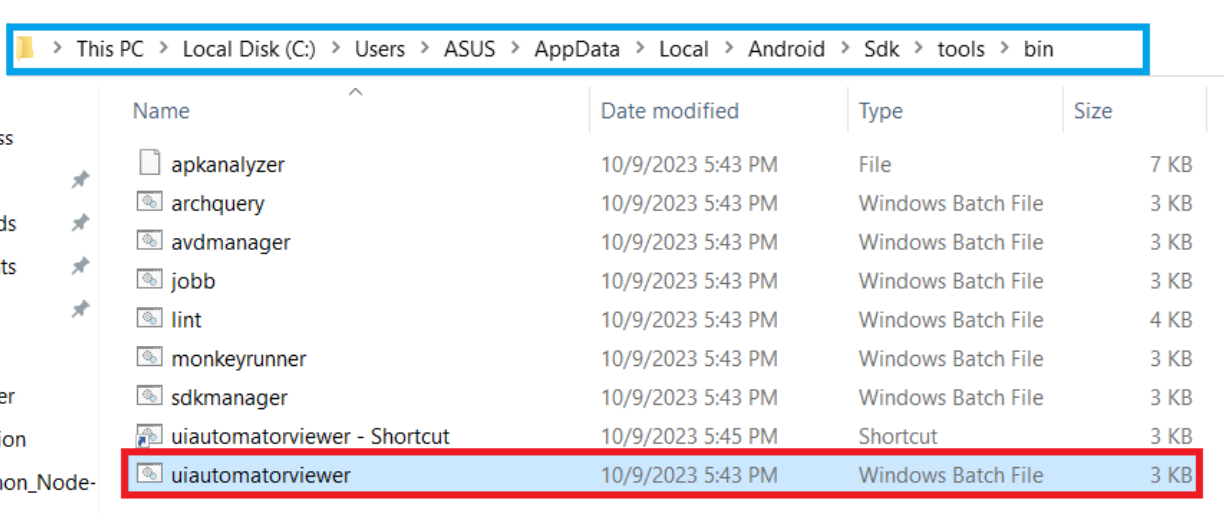 This PC > Local Disk (C:) > Users > ASUS > AppData > Local > Android > Sdk > tools > bin
Name Date modified Type Size
ss
apkanalyzer 10/9/2023 5:43 PM File 7 KB
archquery 10/9/2023 5:43 PM Windows Batch File 3 KB
ds
avdmanager 10/9/2023 5:43 PM Windows Batch File 3 KB
ts
jobb 10/9/2023 5:43 PM Windows Batch File 3 KB
lint 10/9/2023 5:43 PM Windows Batch File 4 KB
monkeyrunner 10/9/2023 5:43 PM Windows Batch File 3 KB
er
sdkmanager 10/9/2023 5:43 PM Windows Batch File 3 KB
ion
uiautomatorviewer - Shortcut 10/9/2023 5:45 PM Shortcut 3 KB
non_Node-
uiautomatorviewer 10/9/2023 5:43 PM Windows Batch File 3 KB